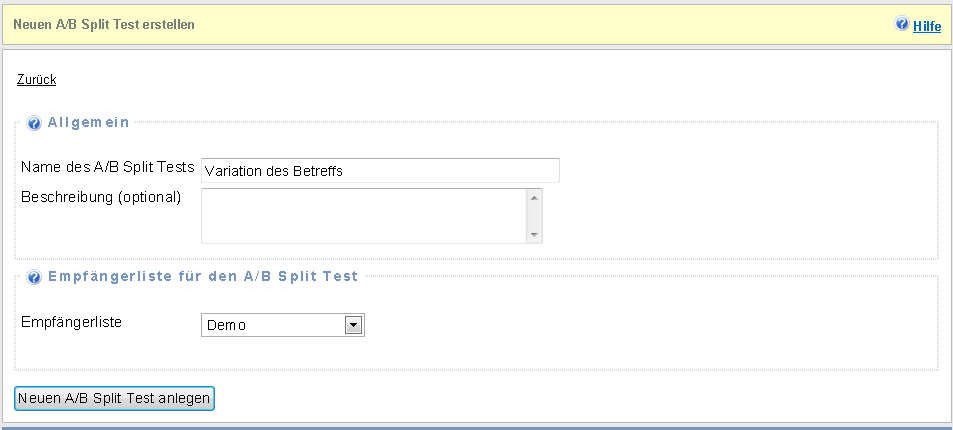 Neuen A/B Split Test erstellen
Hilfe
Zurück
Allgemein
Name des A/B Split Tests Variation des Betreffs
Beschreibung (optional)
Empfängerliste für den A/B Split Test
Empfängerliste Demo
Neuen A/B Split Test anlegen